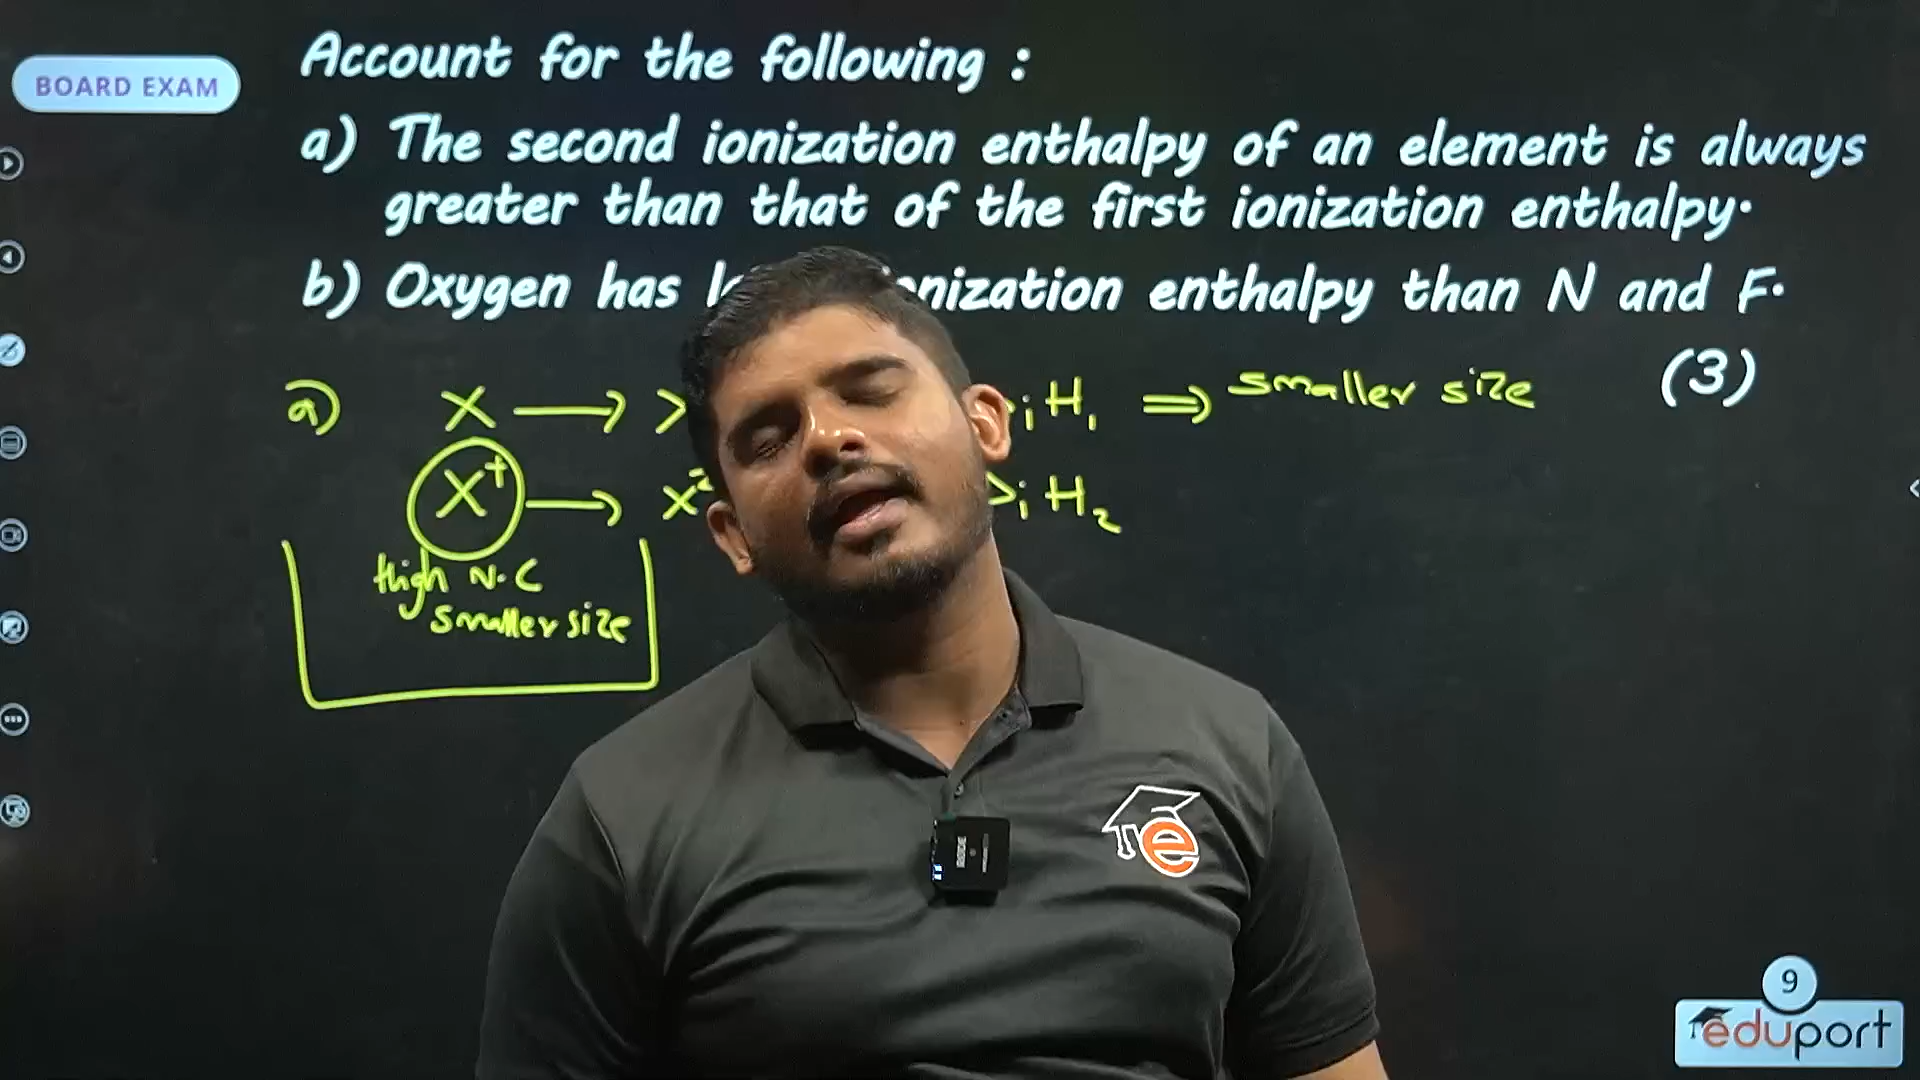 BOARD EXAM
Account for the following :
a) The second ionization enthalpy of an element is always
greater than that of the first ionization enthalpy.
b) Oxygen has onization enthalpy than N and F.
(3)
a) X → iH₁ ⇒ smaller size
X⁺ → X² iH₂
High N.C
smaller size
e
9
eduport